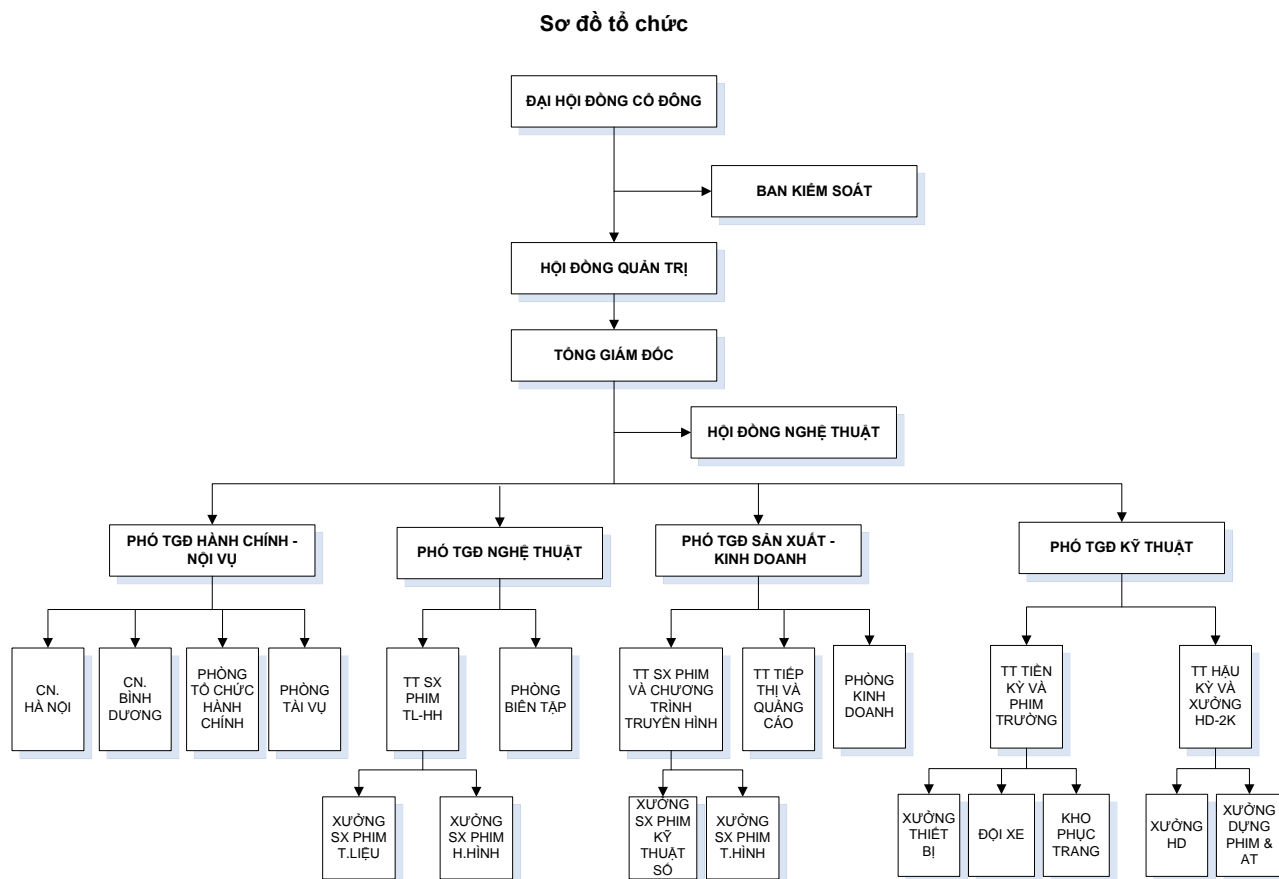 Sơ đồ tổ chức
ĐẠI HỘI ĐỒNG CỔ ĐÔNG
BAN KIỂM SOÁT
HỘI ĐỒNG QUẢN TRỊ
TỔNG GIÁM ĐỐC
HỘI ĐỒNG NGHỆ THUẬT
PHÓ TGĐ HÀNH CHÍNH -
NỘI VỤ
PHÓ TGĐ NGHỆ THUẬT
PHÓ TGĐ SẢN XUẤT -
KINH DOANH
PHÓ TGĐ KỸ THUẬT
CN.
HÀ NỘI
CN.
BÌNH
DƯƠNG
PHÒNG
TỔ CHỨC
HÀNH
CHÍNH
PHÒNG
TÀI VỤ
TT SX
PHIM
TL-HH
PHÒNG
BIÊN TẬP
TT SX PHIM
VÀ CHƯƠNG
TRÌNH
TRUYỀN HÌNH
TT TIẾP
THỊ VÀ
QUẢNG
CÁO
PHÒNG
KINH
DOANH
TT TIỀN
KỲ VÀ
PHIM
TRƯỜNG
TT HẬU
KỲ VÀ
XƯỞNG
HD-2K
XƯỞNG
SX PHIM
T.LIỆU
XƯỞNG
SX PHIM
H.HÌNH
XƯỞNG
SX PHIM
KỸ
THUẬT
SỐ
XƯỞNG
SX PHIM
T.HÌNH
XƯỞNG
THIẾT
BỊ
ĐỘI XE
KHO
PHỤC
TRANG
XƯỞNG
HD
XƯỞNG
DỰNG
PHIM &
AT